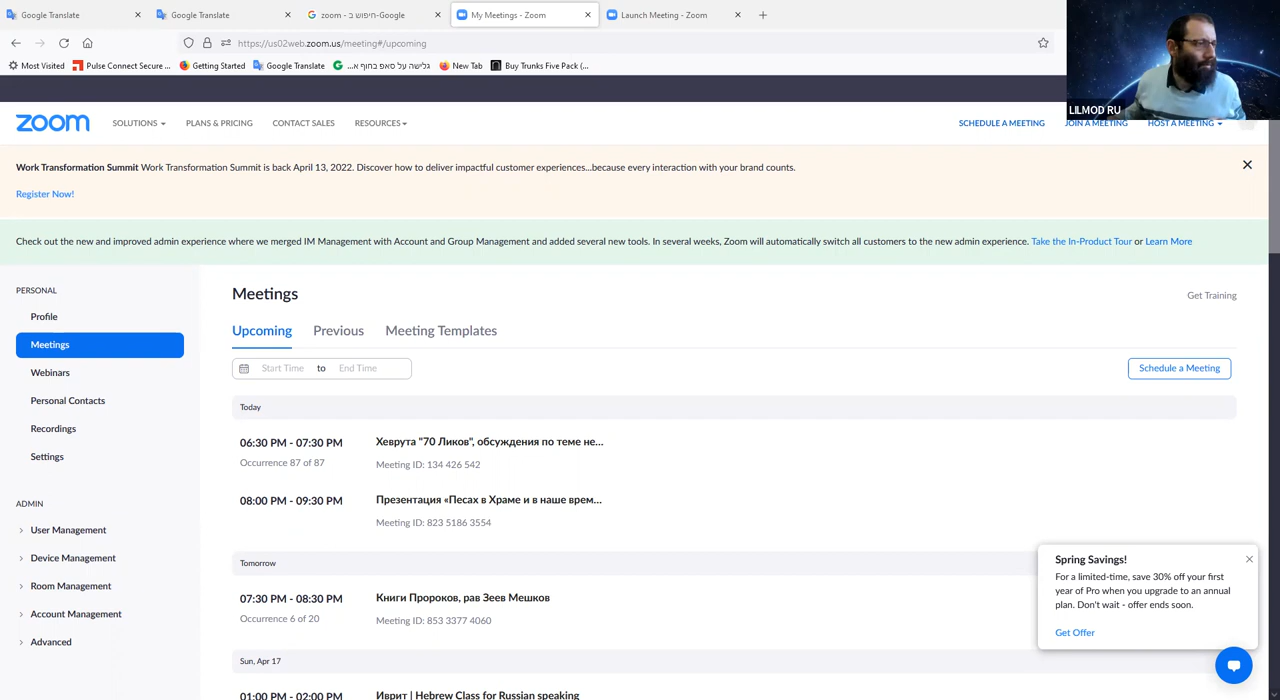 Google Translate
Google Translate
zoom - חיפוש ב-Google
My Meetings - Zoom
Launch Meeting - Zoom
https://us02web.zoom.us/meeting#/upcoming
Most Visited
Pulse Connect Secure ...
Getting Started
Google Translate
גלישה על סאפ בחוף א...
New Tab
Buy Trunks Five Pack (...
LILMOD RU
zoom
SOLUTIONS
PLANS & PRICING
CONTACT SALES
RESOURCES
SCHEDULE A MEETING
JOIN A MEETING
HOST A MEETING
Work Transformation Summit Work Transformation Summit is back April 13, 2022. Discover how to deliver impactful customer experiences...because every interaction with your brand counts.
Register Now!
Check out the new and improved admin experience where we merged IM Management with Account and Group Management and added several new tools. In several weeks, Zoom will automatically switch all customers to the new admin experience. Take the In-Product Tour or Learn More
PERSONAL
Profile
Meetings
Webinars
Personal Contacts
Recordings
Settings
ADMIN
User Management
Device Management
Room Management
Account Management
Advanced
Meetings
Get Training
Upcoming
Previous
Meeting Templates
Start Time to End Time
Schedule a Meeting
Today
06:30 PM - 07:30 PM
Хеврута "70 Ликов", обсуждения по теме не...
Occurrence 87 of 87
Meeting ID: 134 426 542
08:00 PM - 09:30 PM
Презентация «Песах в Храме и в наше врем...
Meeting ID: 823 5186 3554
Tomorrow
07:30 PM - 08:30 PM
Книги Пророков, рав Зеев Мешков
Occurrence 6 of 20
Meeting ID: 853 3377 4060
Sun, Apr 17
01:00 PM - 02:00 PM
Иврит | Hebrew Class for Russian speaking
Spring Savings!
For a limited-time, save 30% off your first
year of Pro when you upgrade to an annual
plan. Don't wait - offer ends soon.
Get Offer